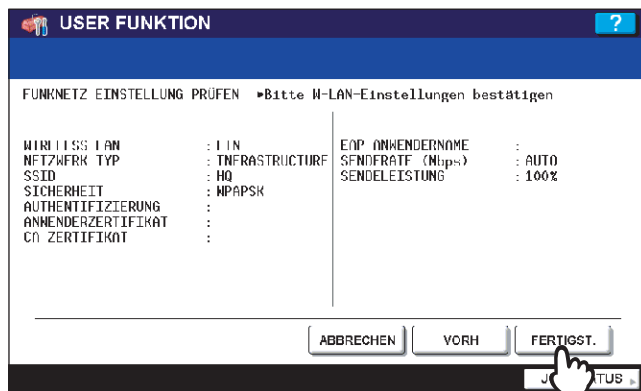 USER FUNKTION
?
FUNKNETZ EINSTELLUNG PRÜFEN ►Bitte W-LAN-Einstellungen bestätigen
WIRELESS LAN : EIN
NETZWERK TYP : INFRASTRUCTURE
SSID : HQ
SICHERHEIT : WPAPSK
AUTHENTIFIZIERUNG :
ANWENDERZERTIFIKAT :
CA ZERTIFIKAT :
EAP ANWENDERNAME :
SENDERATE (Mbps) : AUTO
SENDELEISTUNG : 100%
ABBRECHEN
VORH
FERTIGST.